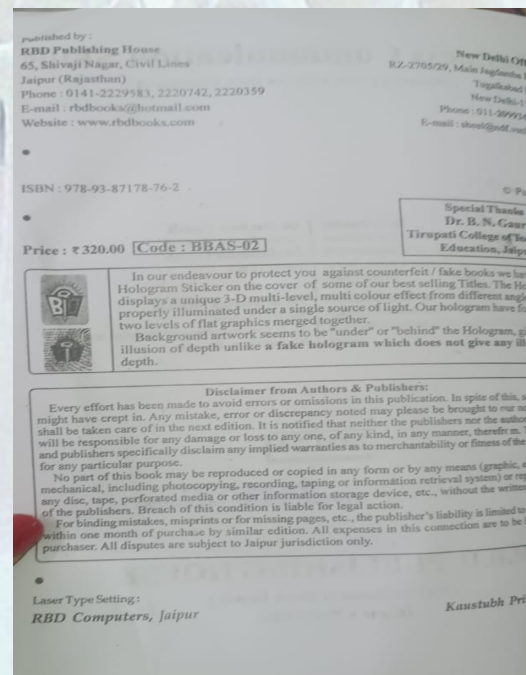 Published by :
RBD Publishing House
65, Shivaji Nagar, Civil Lines
Jaipur (Rajasthan)
Phone : 0141-2229583, 2220742, 2220359
E-mail : rbdbooks@hotmail.com
Website : www.rbdbooks.com
New Delhi
RZ-2705/29, Main
New Delhi-1
Phone : 011-
E-mail :
ISBN : 978-93-87178-76-2
©
Special Thanks
Dr. B. N. Gaur
Tirupati College of
Education,
Price : ₹ 320.00 Code : BBAS-02
In our endeavour to protect you against counterfeit / fake books we
Hologram Sticker on the cover of some of our best selling Titles. The
displays a unique 3-D multi-level, multi colour effect from different
properly illuminated under a single source of light. Our hologram have
two levels of flat graphics merged together.
Background artwork seems to be "under" or "behind" the Hologram,
illusion of depth unlike a fake hologram which does not give any
depth.
Disclaimer from Authors & Publishers:
Every effort has been made to avoid errors or omissions in this publication. In spite of this,
might have crept in. Any mistake, error or discrepancy noted may please be brought to our
shall be taken care of in the next edition. It is notified that neither the publishers nor the
will be responsible for any damage or loss to any one, of any kind, in any manner, therefrom.
and publishers specifically disclaim any implied warranties as to merchantability or fitness of the
for any particular purpose.
No part of this book may be reproduced or copied in any form or by any means (graphic,
mechanical, including photocopying, recording, taping or information retrieval system) or
any disc, tape, perforated media or other information storage device, etc., without the written
of the publishers. Breach of this condition is liable for legal action.
For binding mistakes, misprints or for missing pages, etc., the publisher's liability is limited to
within one month of purchase by similar edition. All expenses in this connection are to be
purchaser. All disputes are subject to Jaipur jurisdiction only.
Laser Type Setting :
RBD Computers, Jaipur
Kaustubh